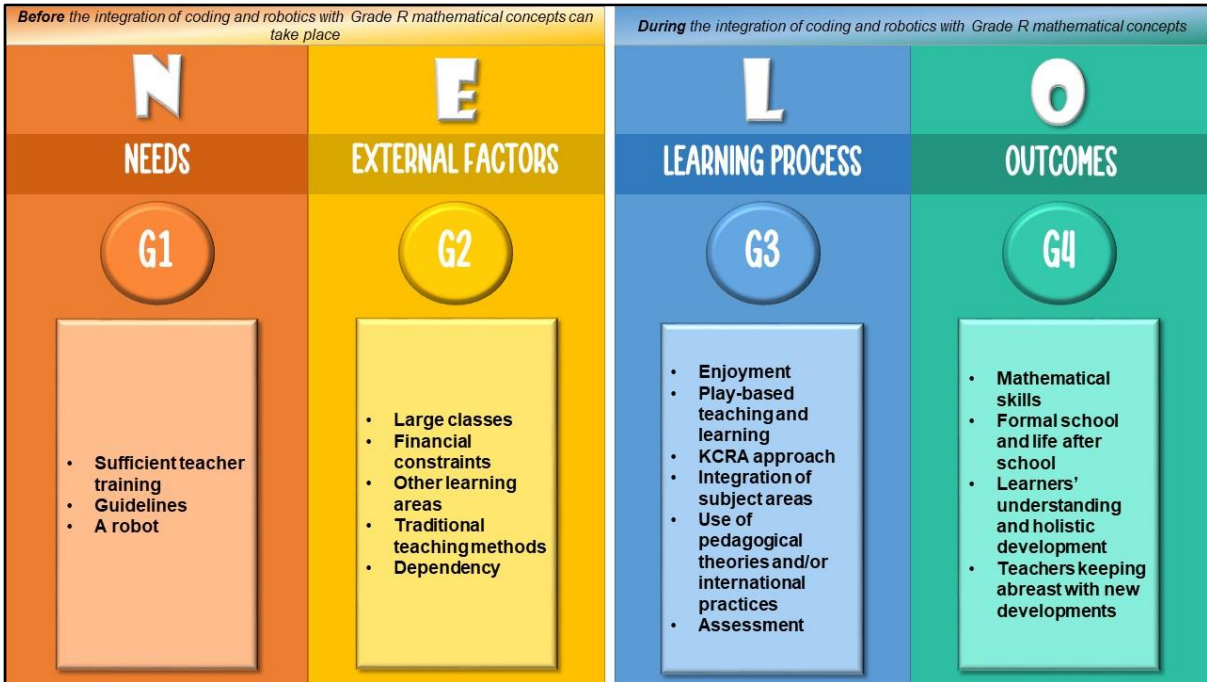 Before the integration of coding and robotics with Grade R mathematical concepts can
take place
N
NEEDS
G1
• Sufficient teacher
training
• Guidelines
• A robot
E
EXTERNAL FACTORS
G2
• Large classes
• Financial
constraints
• Other learning
areas
• Traditional
teaching methods
• Dependency
During the integration of coding and robotics with Grade R mathematical concepts
L
LEARNING PROCESS
G3
• Enjoyment
• Play-based
teaching and
learning
• KCRA approach
• Integration of
subject areas
• Use of
pedagogical
theories and/or
international
practices
• Assessment
O
OUTCOMES
G4
• Mathematical
skills
• Formal school
and life after
school
• Learners'
understanding
and holistic
development
• Teachers keeping
abreast with new
developments